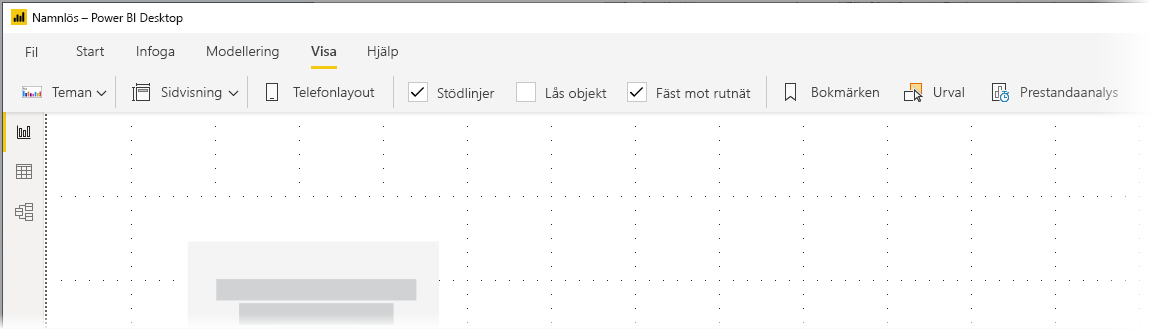 Namnlös – Power BI Desktop
Fil Start Infoga Modellering Visa Hjälp
Teman Sidvisning Telefonlayout Stödlinjer Lås objekt Fäst mot rutnät Bokmärken Urval Prestandaanalys